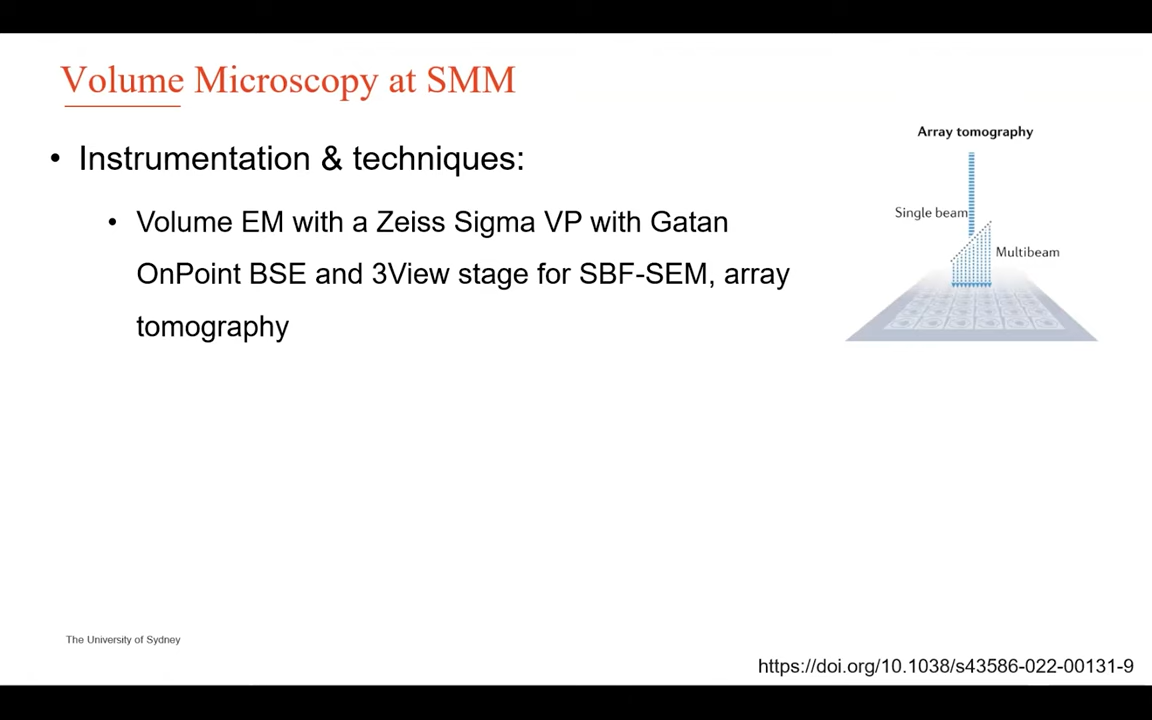 Volume Microscopy at SMM
• Instrumentation & techniques:
• Volume EM with a Zeiss Sigma VP with Gatan
OnPoint BSE and 3View stage for SBF-SEM, array
tomography
Array tomography
Single beam
Multibeam
The University of Sydney
https://doi.org/10.1038/s43586-022-00131-9